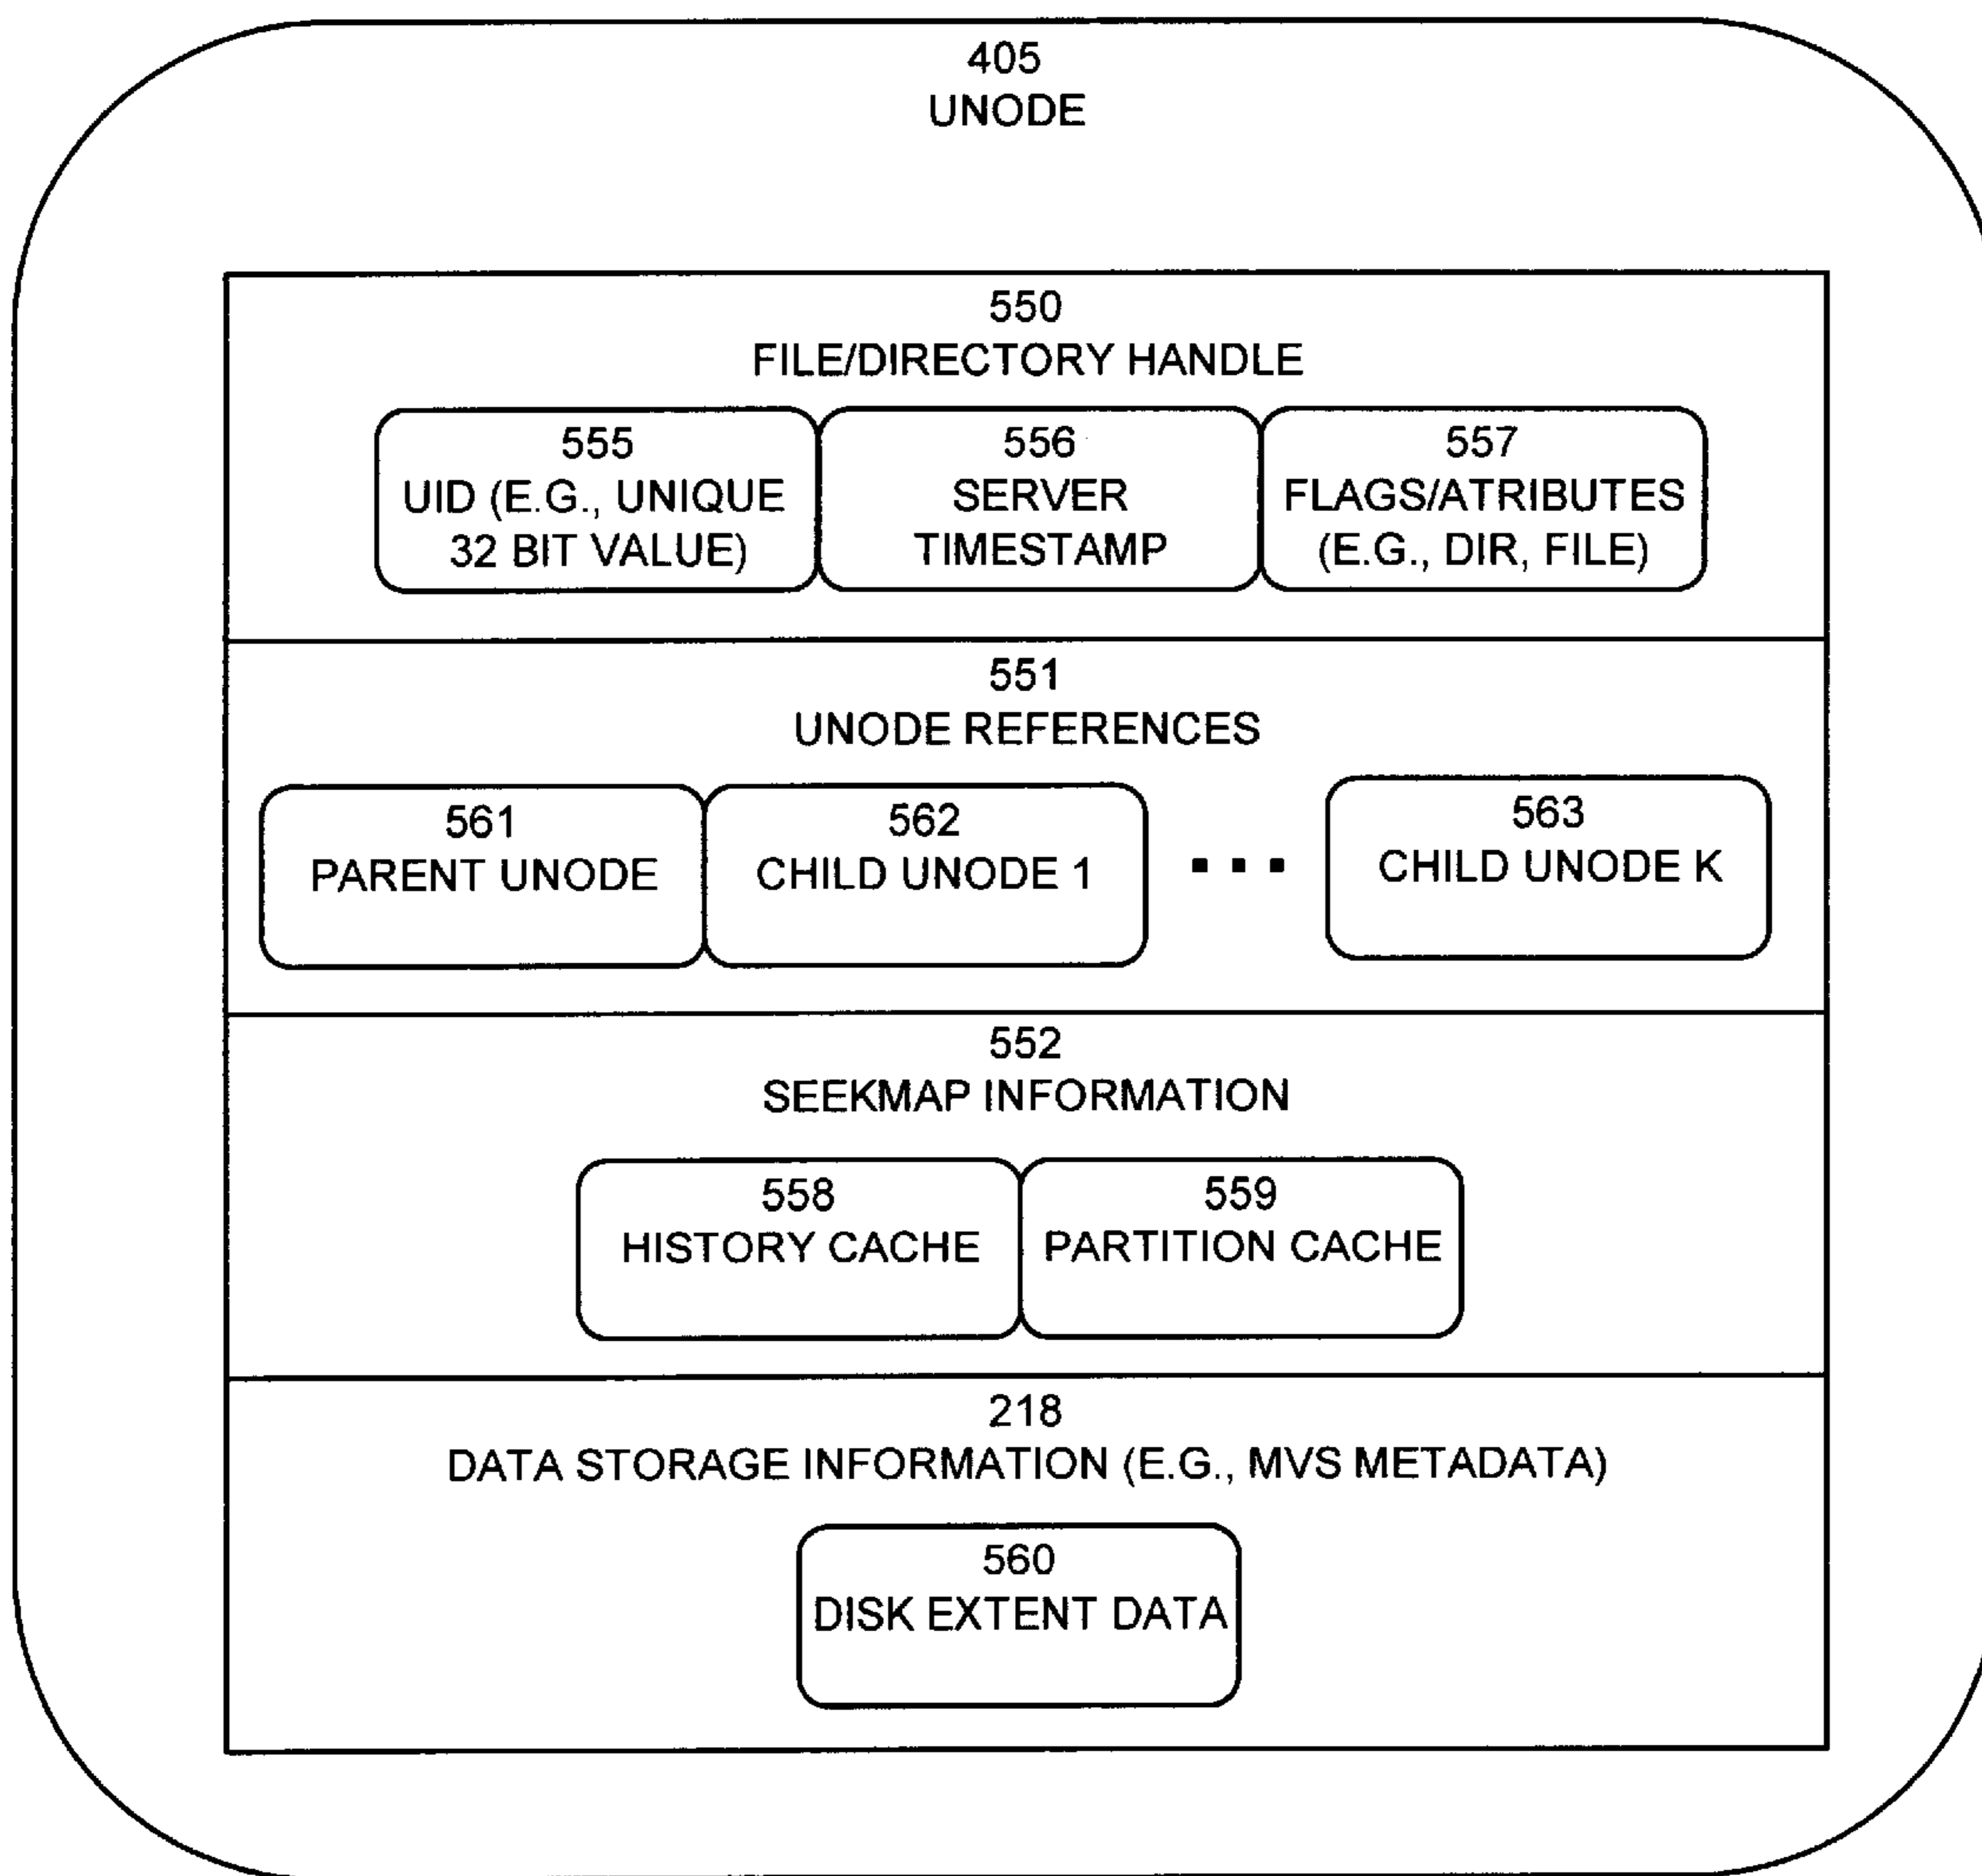 405
UNODE
550
FILE/DIRECTORY HANDLE
555
UID (E.G., UNIQUE
32 BIT VALUE)
556
SERVER
TIMESTAMP
557
FLAGS/ATRIBUTES
(E.G., DIR, FILE)
551
UNODE REFERENCES
561
PARENT UNODE
562
CHILD UNODE 1
...
563
CHILD UNODE K
552
SEEKMAP INFORMATION
558
HISTORY CACHE
559
PARTITION CACHE
218
DATA STORAGE INFORMATION (E.G., MVS METADATA)
560
DISK EXTENT DATA